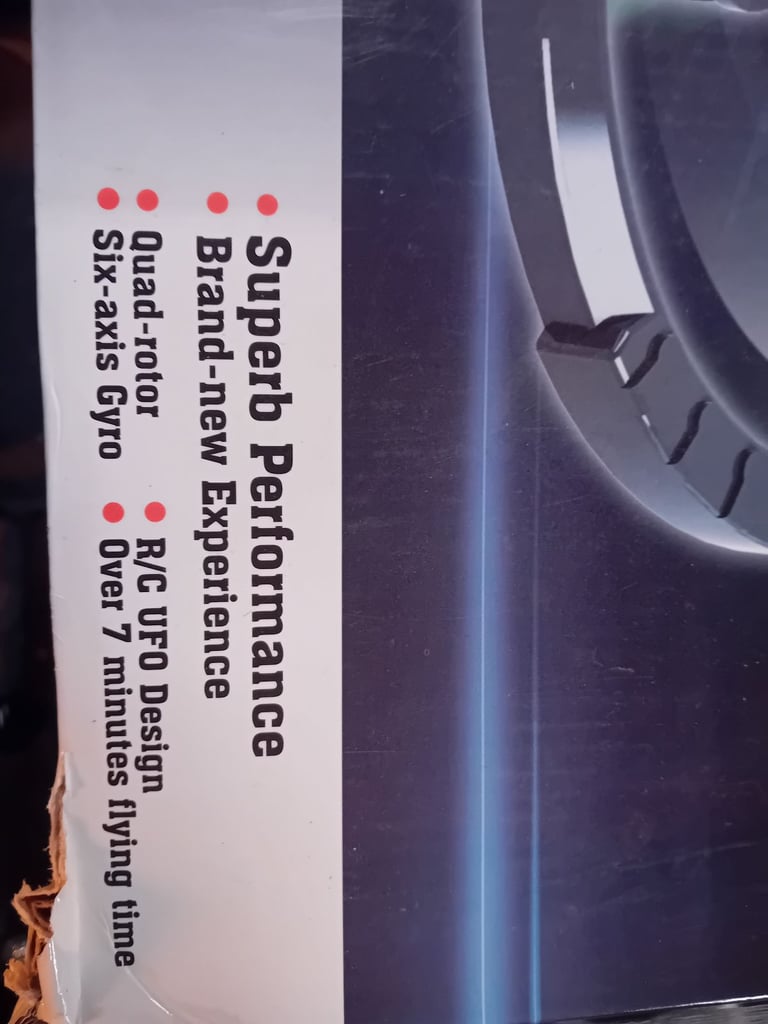 • Superb Performance
• Brand-new Experience
• Quad-rotor • R/C UFO Design
• Six-axis Gyro • Over 7 minutes flying time